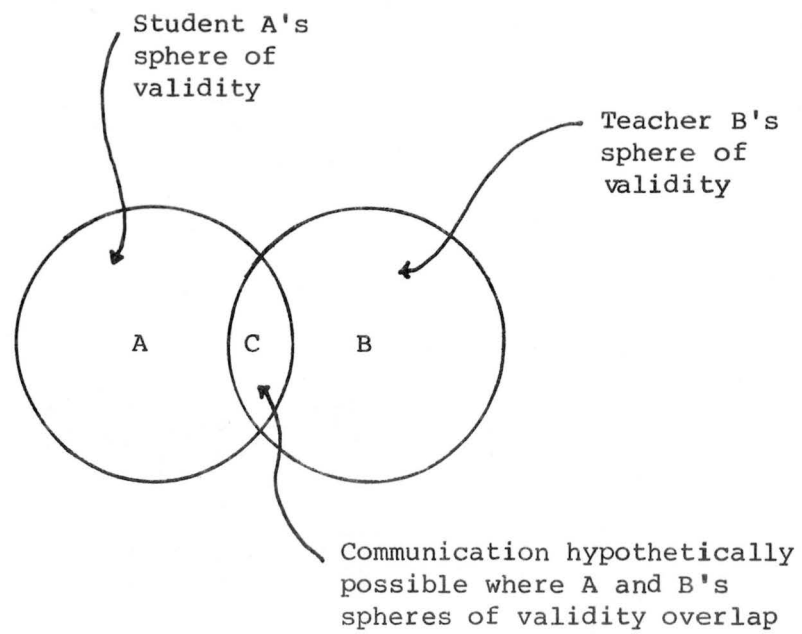 Student A's
sphere of
validity
Teacher B's
sphere of
validity
A
C
B
Communication hypothetically
possible where A and B's
spheres of validity overlap